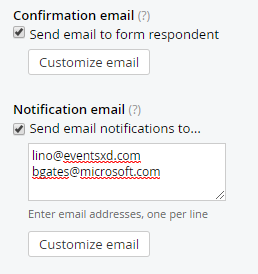 Confirmation email (?)
Send email to form respondent
Customize email
Notification email (?)
Send email notifications to...
lino@eventsxd.com
bgates@microsoft.com
Enter email addresses, one per line
Customize email